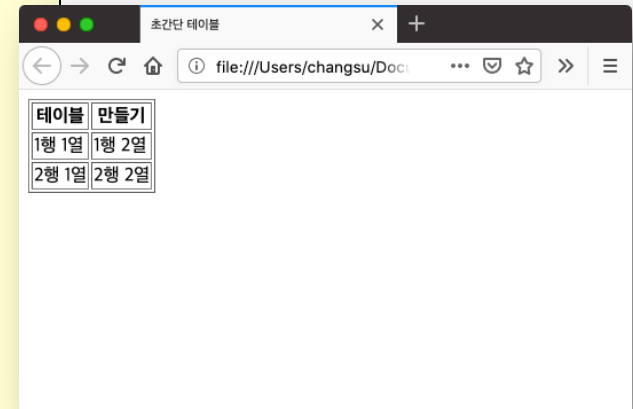 초간단 테이블
file:///Users/changsu/Docu
테이블 만들기
1행 1열 1행 2열
2행 1열 2행 2열